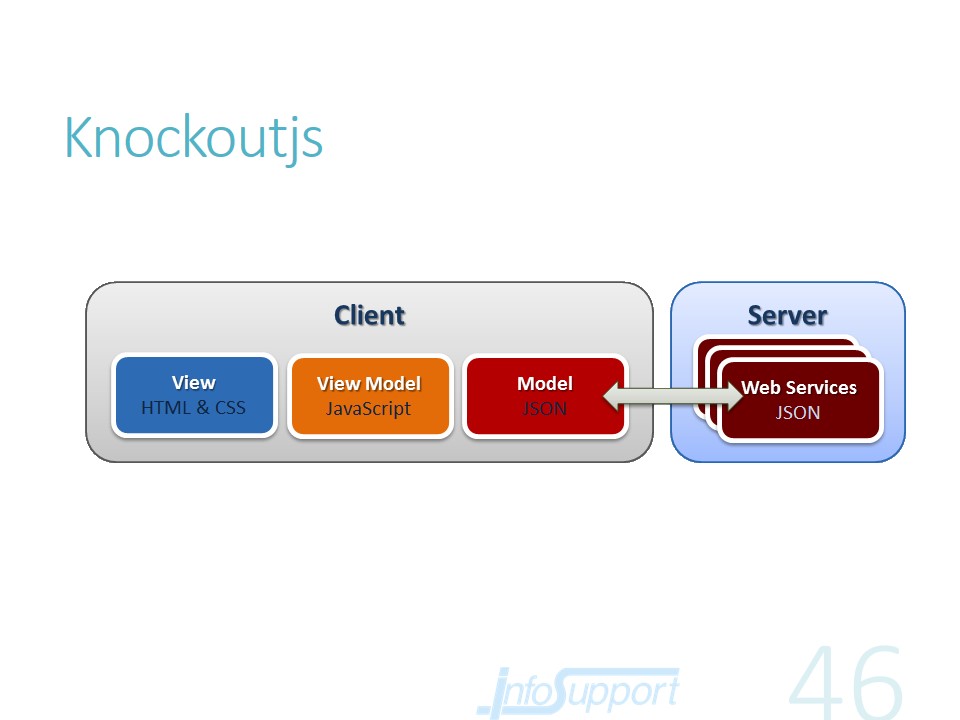 Knockoutjs
Client
Server
View
HTML & CSS
View Model
JavaScript
Model
JSON
Web Services
JSON
infoSupport
46